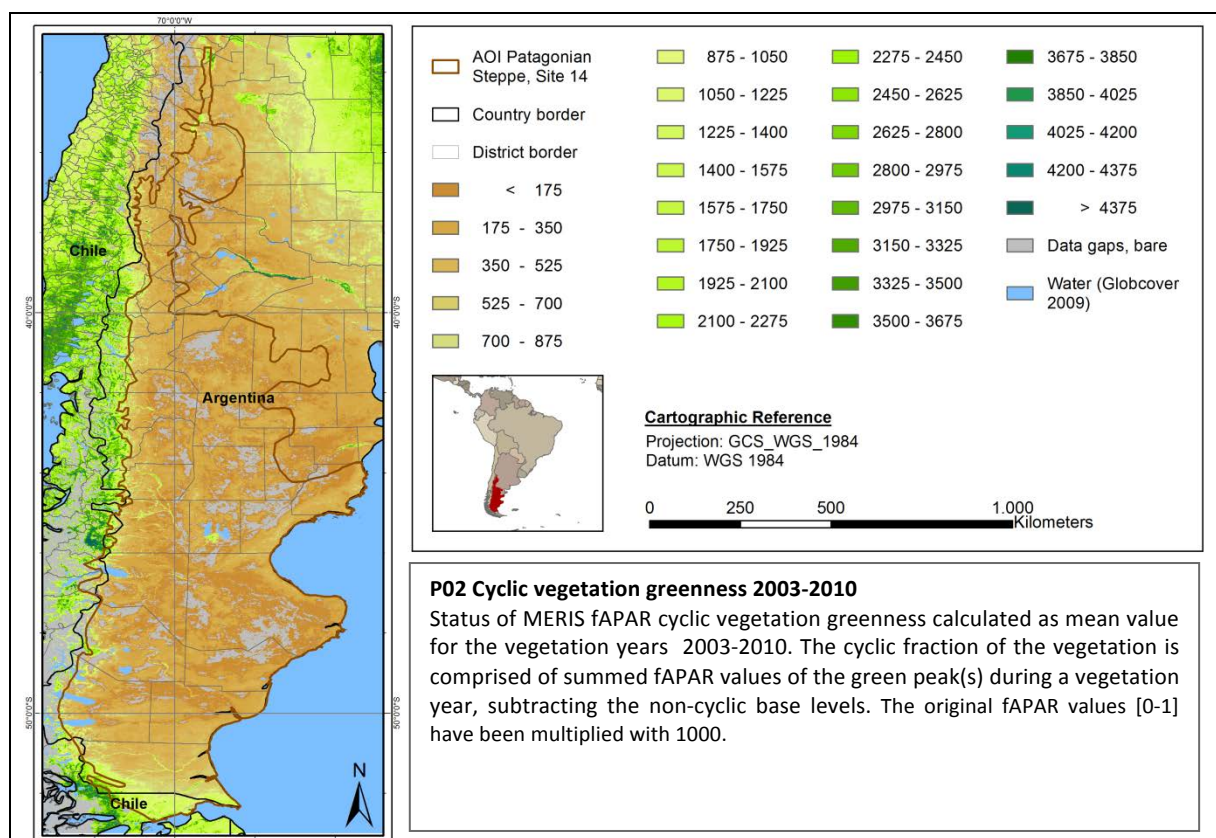 70°0'0"W
40°0'0"S
40°0'0"S
50°0'0"S
50°0'0"S
Chile
Argentina
Chile
N
70°0'0"W
AOI Patagonian
Steppe, Site 14
Country border
District border
< 175
175 - 350
350 - 525
525 - 700
700 - 875
875 - 1050
1050 - 1225
1225 - 1400
1400 - 1575
1575 - 1750
1750 - 1925
1925 - 2100
2100 - 2275
2275 - 2450
2450 - 2625
2625 - 2800
2800 - 2975
2975 - 3150
3150 - 3325
3325 - 3500
3500 - 3675
3675 - 3850
3850 - 4025
4025 - 4200
4200 - 4375
> 4375
Data gaps, bare
Water (Globcover
2009)
Cartographic Reference
Projection: GCS_WGS_1984
Datum: WGS 1984
0 250 500 1.000
Kilometers
P02 Cyclic vegetation greenness 2003-2010
Status of MERIS fAPAR cyclic vegetation greenness calculated as mean value
for the vegetation years 2003-2010. The cyclic fraction of the vegetation is
comprised of summed fAPAR values of the green peak(s) during a vegetation
year, subtracting the non-cyclic base levels. The original fAPAR values [0-1]
have been multiplied with 1000.